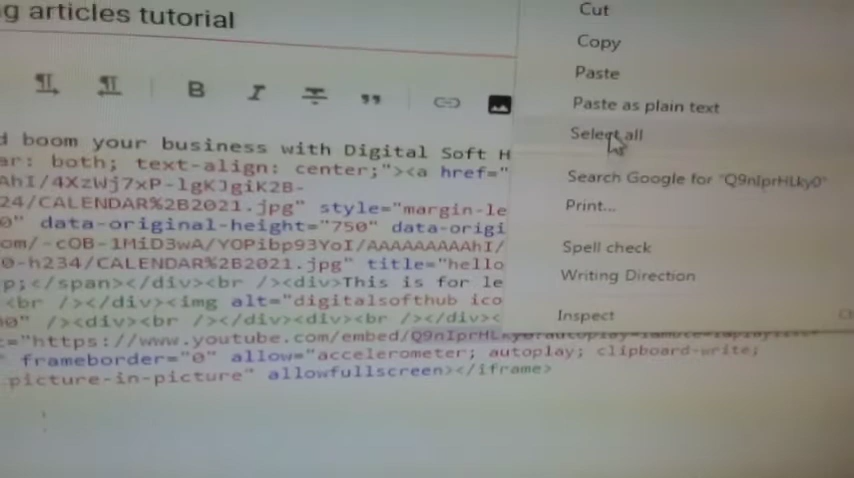 g articles tutorial
B I
d boom your business with Digital Soft H
ar: both; text-align: center;"><a href="
AhI/4XzWj7xP-lgKJgiK2B-
24/CALENDAR%2B2021.jpg" style="margin-le
0" data-original-height="750" data-origi
om/-cOB-1MiD3wA/YOPibp93YoI/AAAAAAAAAhI/
0-h234/CALENDAR%2B2021.jpg" title="hello
p;</span></div><br /><div>This is for le
<br /></div><img alt="digitalsofthub ico
00" /><div><br /></div><div><br /></div><
="https://www.youtube.com/embed/Q9nIprHLky0?autoplay=
" frameborder="0" allow="accelerometer; autoplay; clipboard-write;
picture-in-picture" allowfullscreen></iframe>
Cut
Copy
Paste
Paste as plain text
Select all
Search Google for "Q9nIprHLky0"
Print...
Spell check
Writing Direction
Inspect